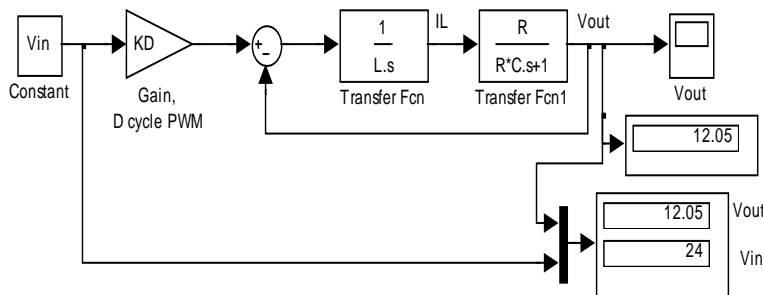 Vin
Constant
KD
Gain,
D cycle PWM
+
−
1
L.s
Transfer Fcn
IL
R
R*C.s+1
Transfer Fcn1
Vout
Vout
12.05
12.05
Vout
24
Vin